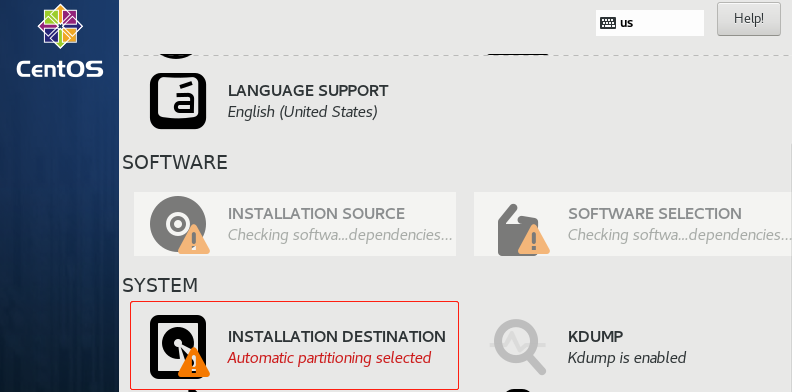 us
Help!
CentOS
LANGUAGE SUPPORT
English (United States)
SOFTWARE
INSTALLATION SOURCE
Checking softwa...dependencies...
SOFTWARE SELECTION
Checking softwa...dependencies...
SYSTEM
INSTALLATION DESTINATION
Automatic partitioning selected
KDUMP
Kdump is enabled